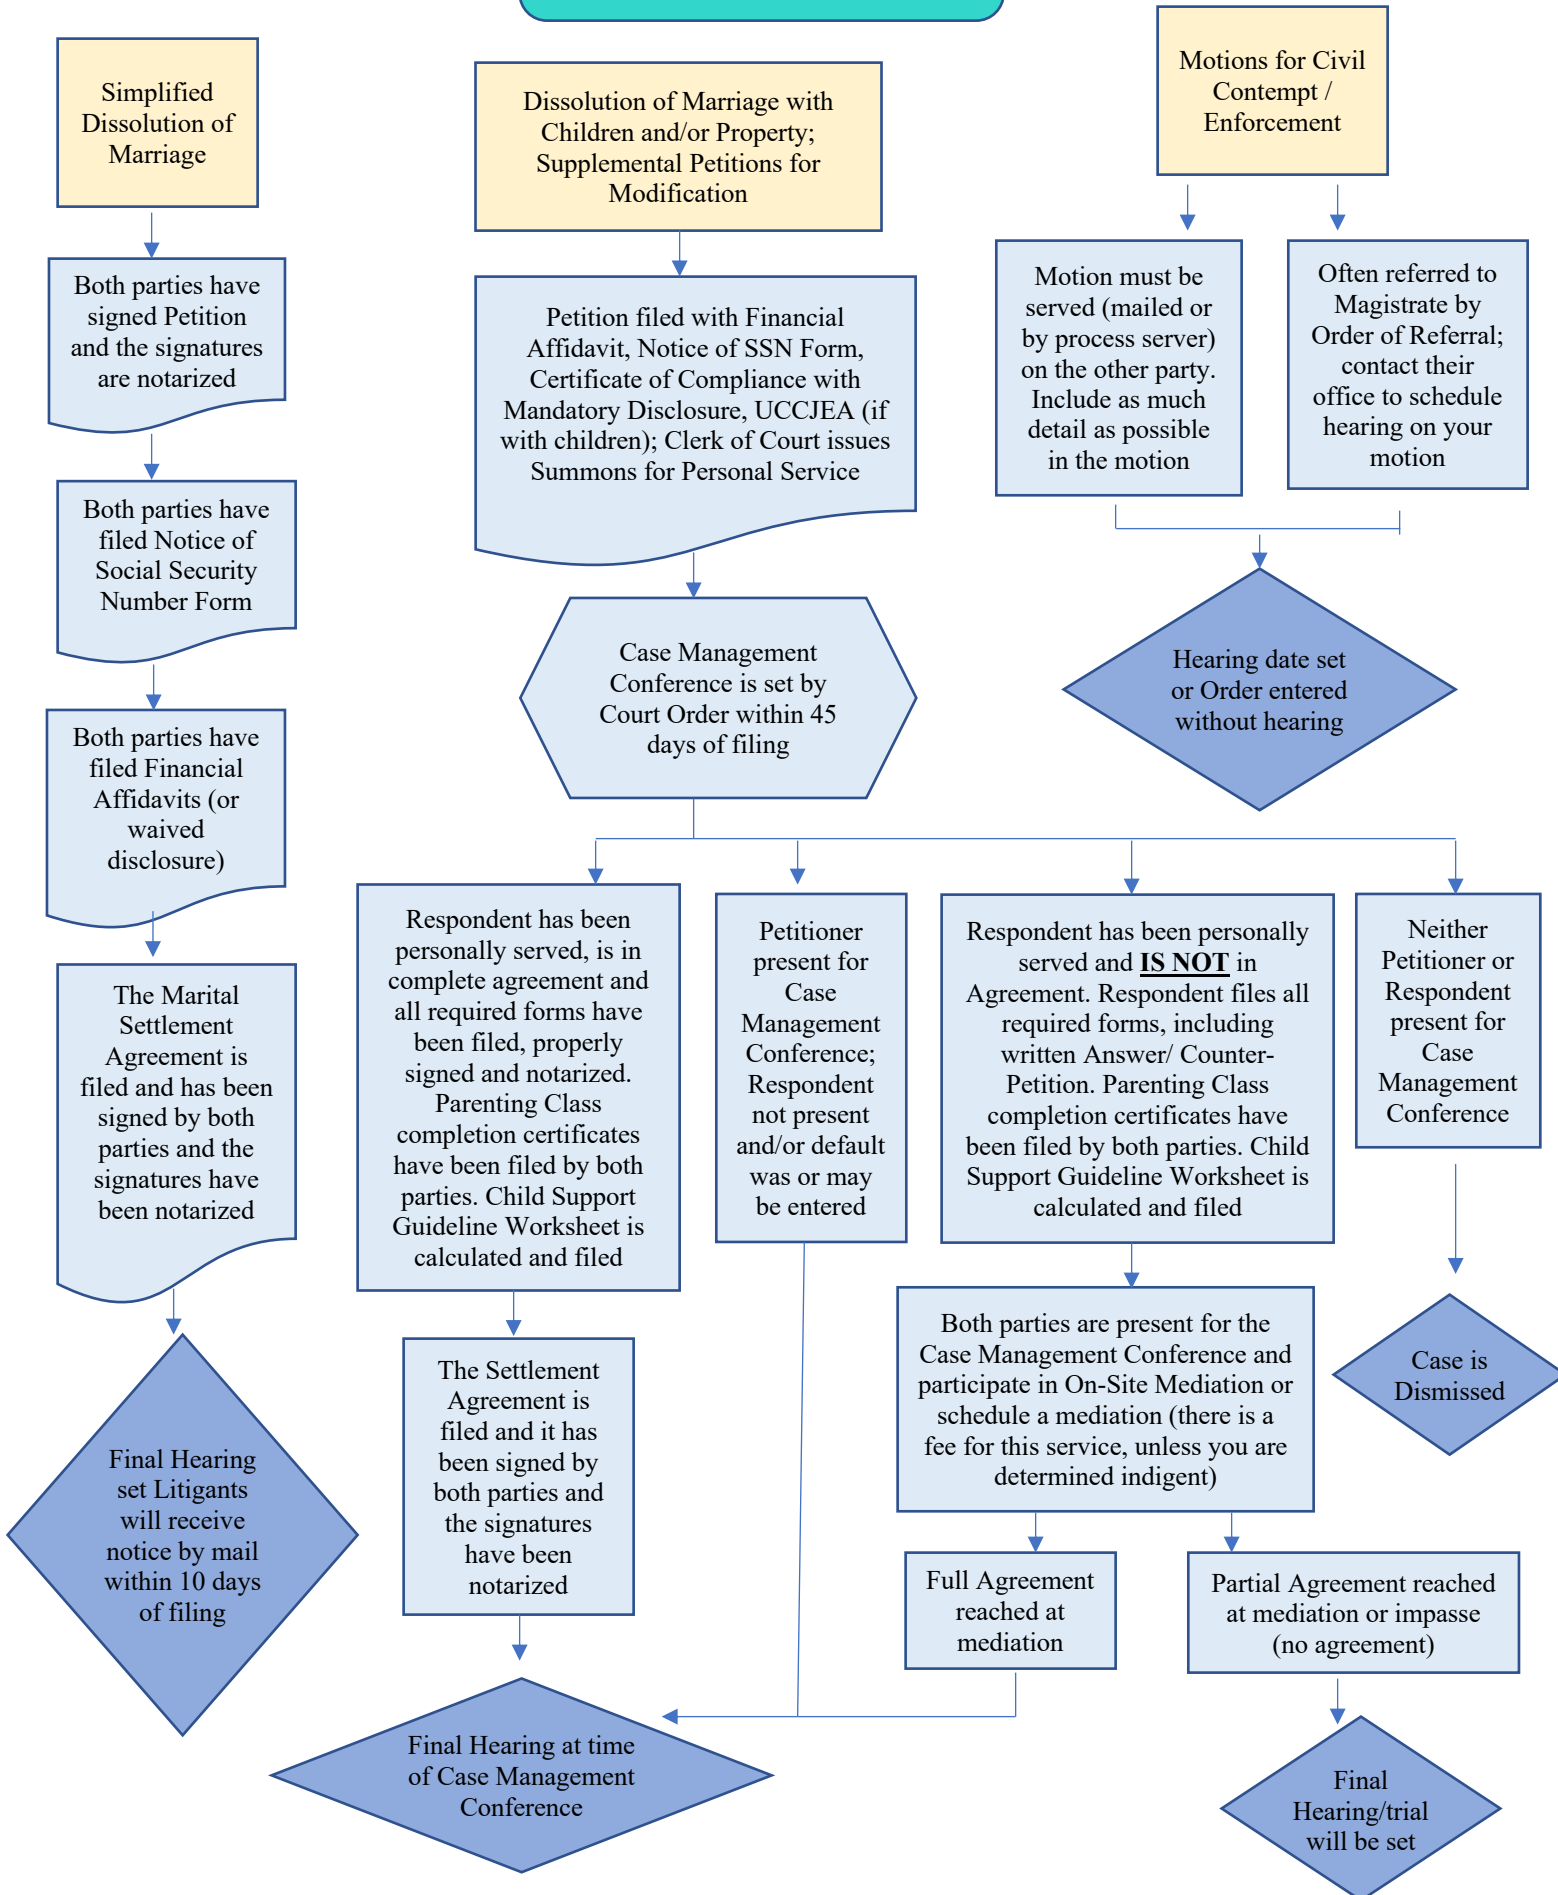 Simplified
Dissolution of
Marriage
Both parties have
signed Petition
and the signatures
are notarized
Both parties have
filed Notice of
Social Security
Number Form
Both parties have
filed Financial
Affidavits (or
waived
disclosure)
The Marital
Settlement
Agreement is
filed and has been
signed by both
parties and the
signatures have
been notarized
Final Hearing
set Litigants
will receive
notice by mail
within 10 days
of filing
Dissolution of Marriage with
Children and/or Property;
Supplemental Petitions for
Modification
Petition filed with Financial
Affidavit, Notice of SSN Form,
Certificate of Compliance with
Mandatory Disclosure, UCCJEA (if
with children); Clerk of Court issues
Summons for Personal Service
Case Management
Conference is set by
Court Order within 45
days of filing
Respondent has been
personally served, is in
complete agreement and
all required forms have
been filed, properly
signed and notarized.
Parenting Class
completion certificates
have been filed by both
parties. Child Support
Guideline Worksheet is
calculated and filed
The Settlement
Agreement is
filed and it has
been signed by
both parties and
the signatures
have been
notarized
Final Hearing at time
of Case Management
Conference
Petitioner
present for
Case
Management
Conference;
Respondent
not present
and/or default
was or may
be entered
Respondent has been personally
served and IS NOT in
Agreement. Respondent files all
required forms, including
written Answer/ Counter-
Petition. Parenting Class
completion certificates have
been filed by both parties. Child
Support Guideline Worksheet is
calculated and filed
Both parties are present for the
Case Management Conference and
participate in On-Site Mediation or
schedule a mediation (there is a
fee for this service, unless you are
determined indigent)
Full Agreement
reached at
mediation
Partial Agreement reached
at mediation or impasse
(no agreement)
Final
Hearing/trial
will be set
Neither
Petitioner or
Respondent
present for
Case
Management
Conference
Case is
Dismissed
Motions for Civil
Contempt /
Enforcement
Motion must be
served (mailed or
by process server)
on the other party.
Include as much
detail as possible
in the motion
Often referred to
Magistrate by
Order of Referral;
contact their
office to schedule
hearing on your
motion
Hearing date set
or Order entered
without hearing